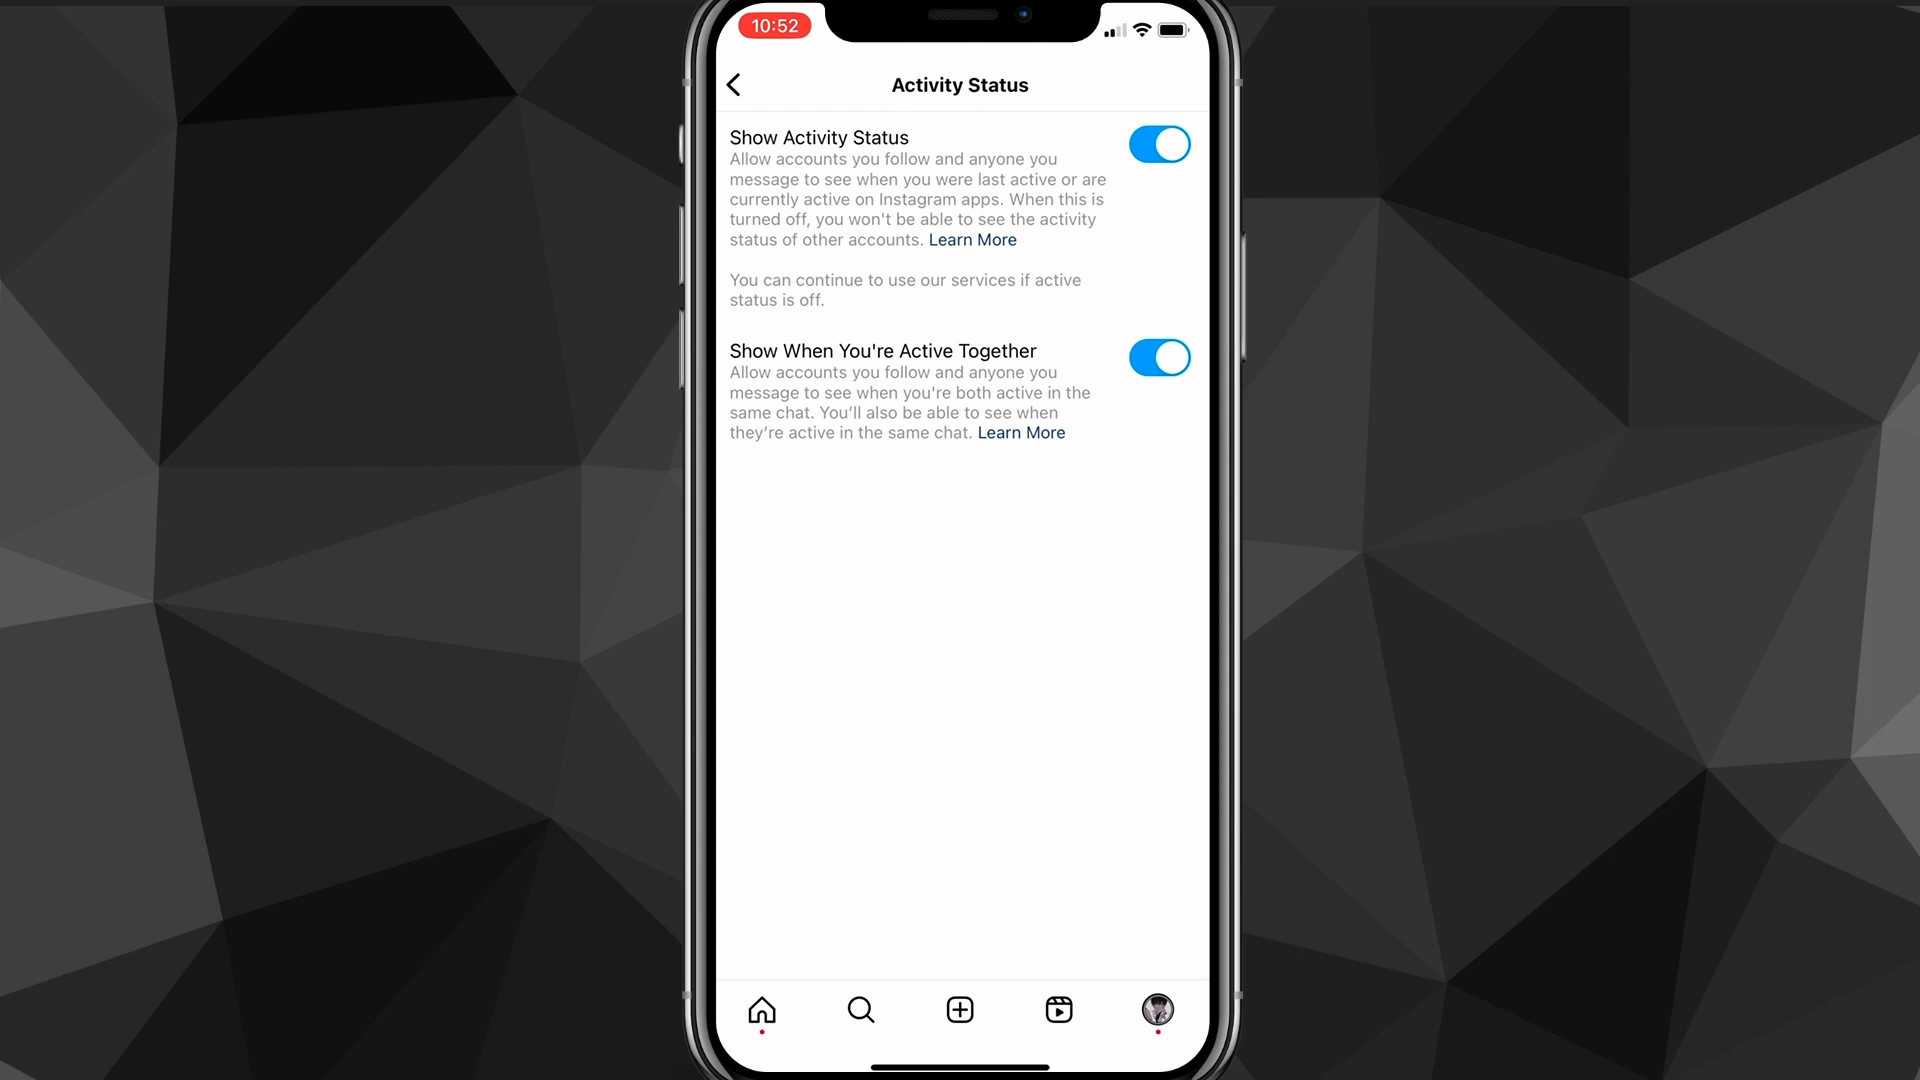 10:52
Activity Status
Show Activity Status
Allow accounts you follow and anyone you
message to see when you were last active or are
currently active on Instagram apps. When this is
turned off, you won't be able to see the activity
status of other accounts. Learn More
You can continue to use our services if active
status is off.
Show When You're Active Together
Allow accounts you follow and anyone you
message to see when you're both active in the
same chat. You’ll also be able to see when
they’re active in the same chat. Learn More